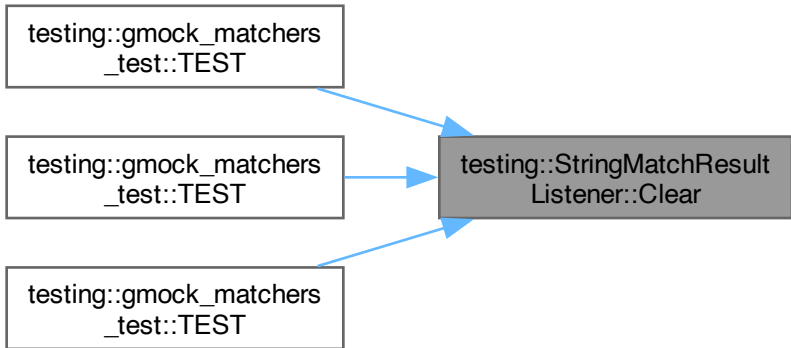 testing::gmock_matchers
_test::TEST
testing::gmock_matchers
_test::TEST
testing::StringMatchResult
Listener::Clear
testing::gmock_matchers
_test::TEST